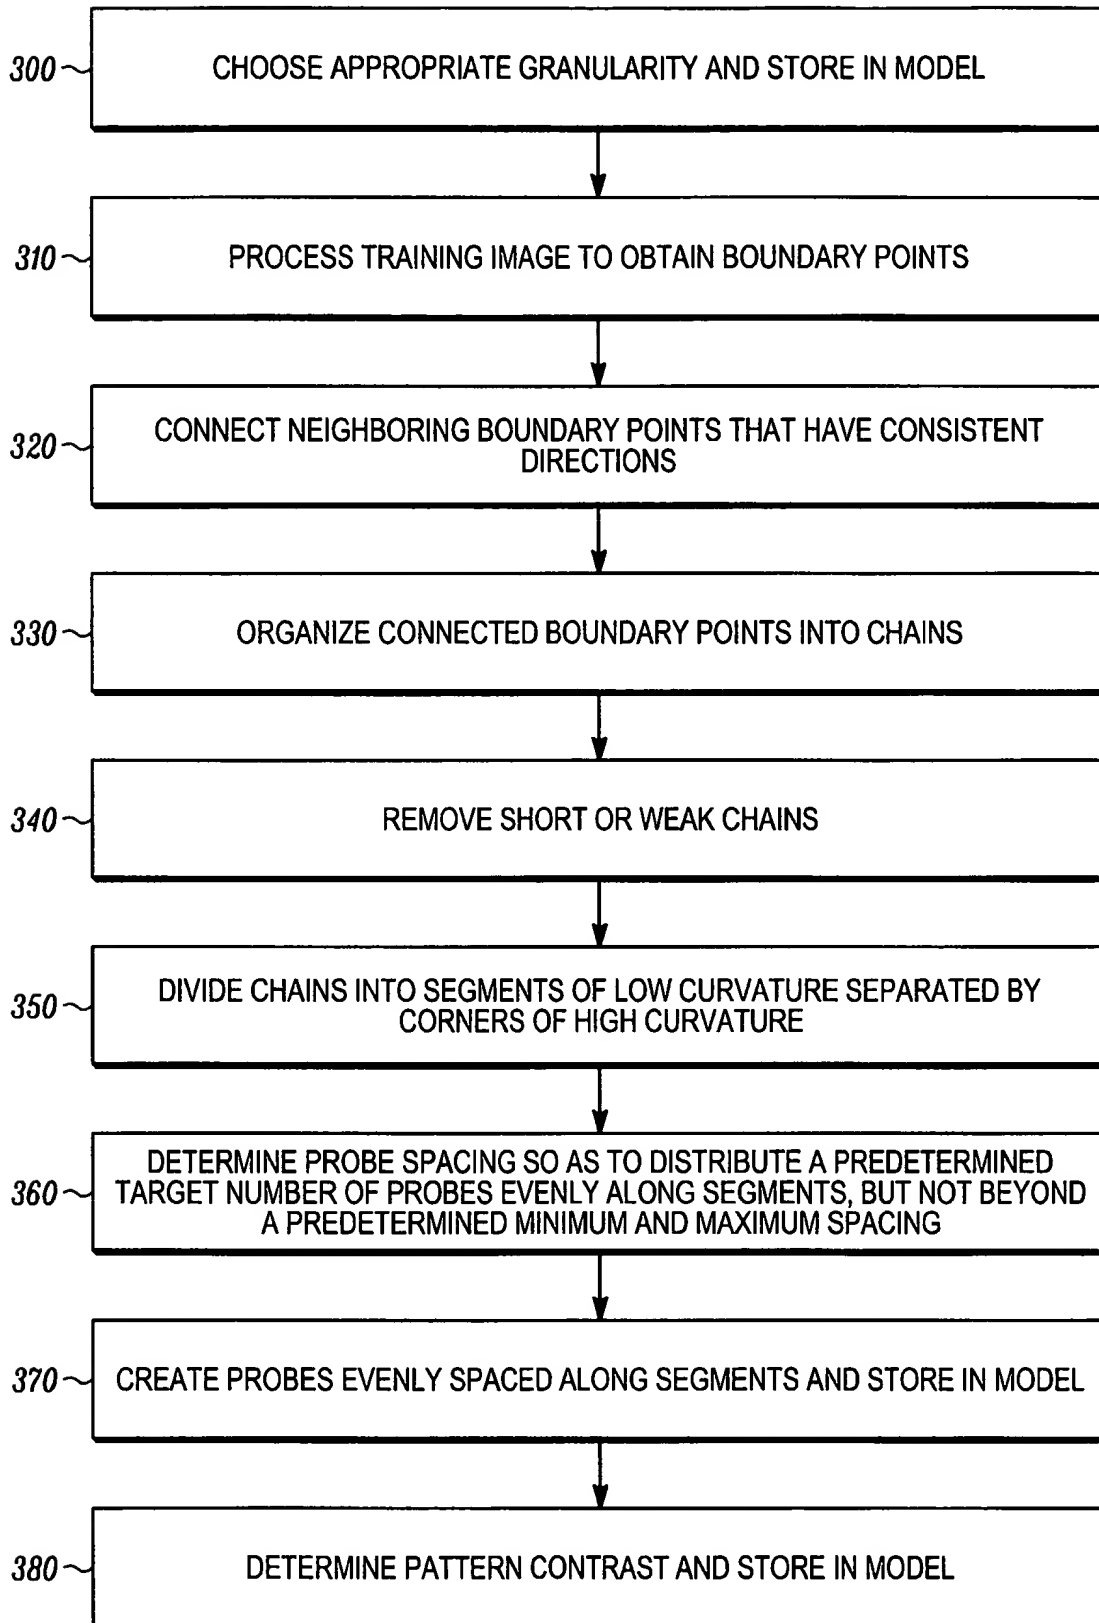 300 CHOOSE APPROPRIATE GRANULARITY AND STORE IN MODEL
310 PROCESS TRAINING IMAGE TO OBTAIN BOUNDARY POINTS
320 CONNECT NEIGHBORING BOUNDARY POINTS THAT HAVE CONSISTENT
DIRECTIONS
330 ORGANIZE CONNECTED BOUNDARY POINTS INTO CHAINS
340 REMOVE SHORT OR WEAK CHAINS
350 DIVIDE CHAINS INTO SEGMENTS OF LOW CURVATURE SEPARATED BY
CORNERS OF HIGH CURVATURE
360 DETERMINE PROBE SPACING SO AS TO DISTRIBUTE A PREDETERMINED
TARGET NUMBER OF PROBES EVENLY ALONG SEGMENTS, BUT NOT BEYOND
A PREDETERMINED MINIMUM AND MAXIMUM SPACING
370 CREATE PROBES EVENLY SPACED ALONG SEGMENTS AND STORE IN MODEL
380 DETERMINE PATTERN CONTRAST AND STORE IN MODEL